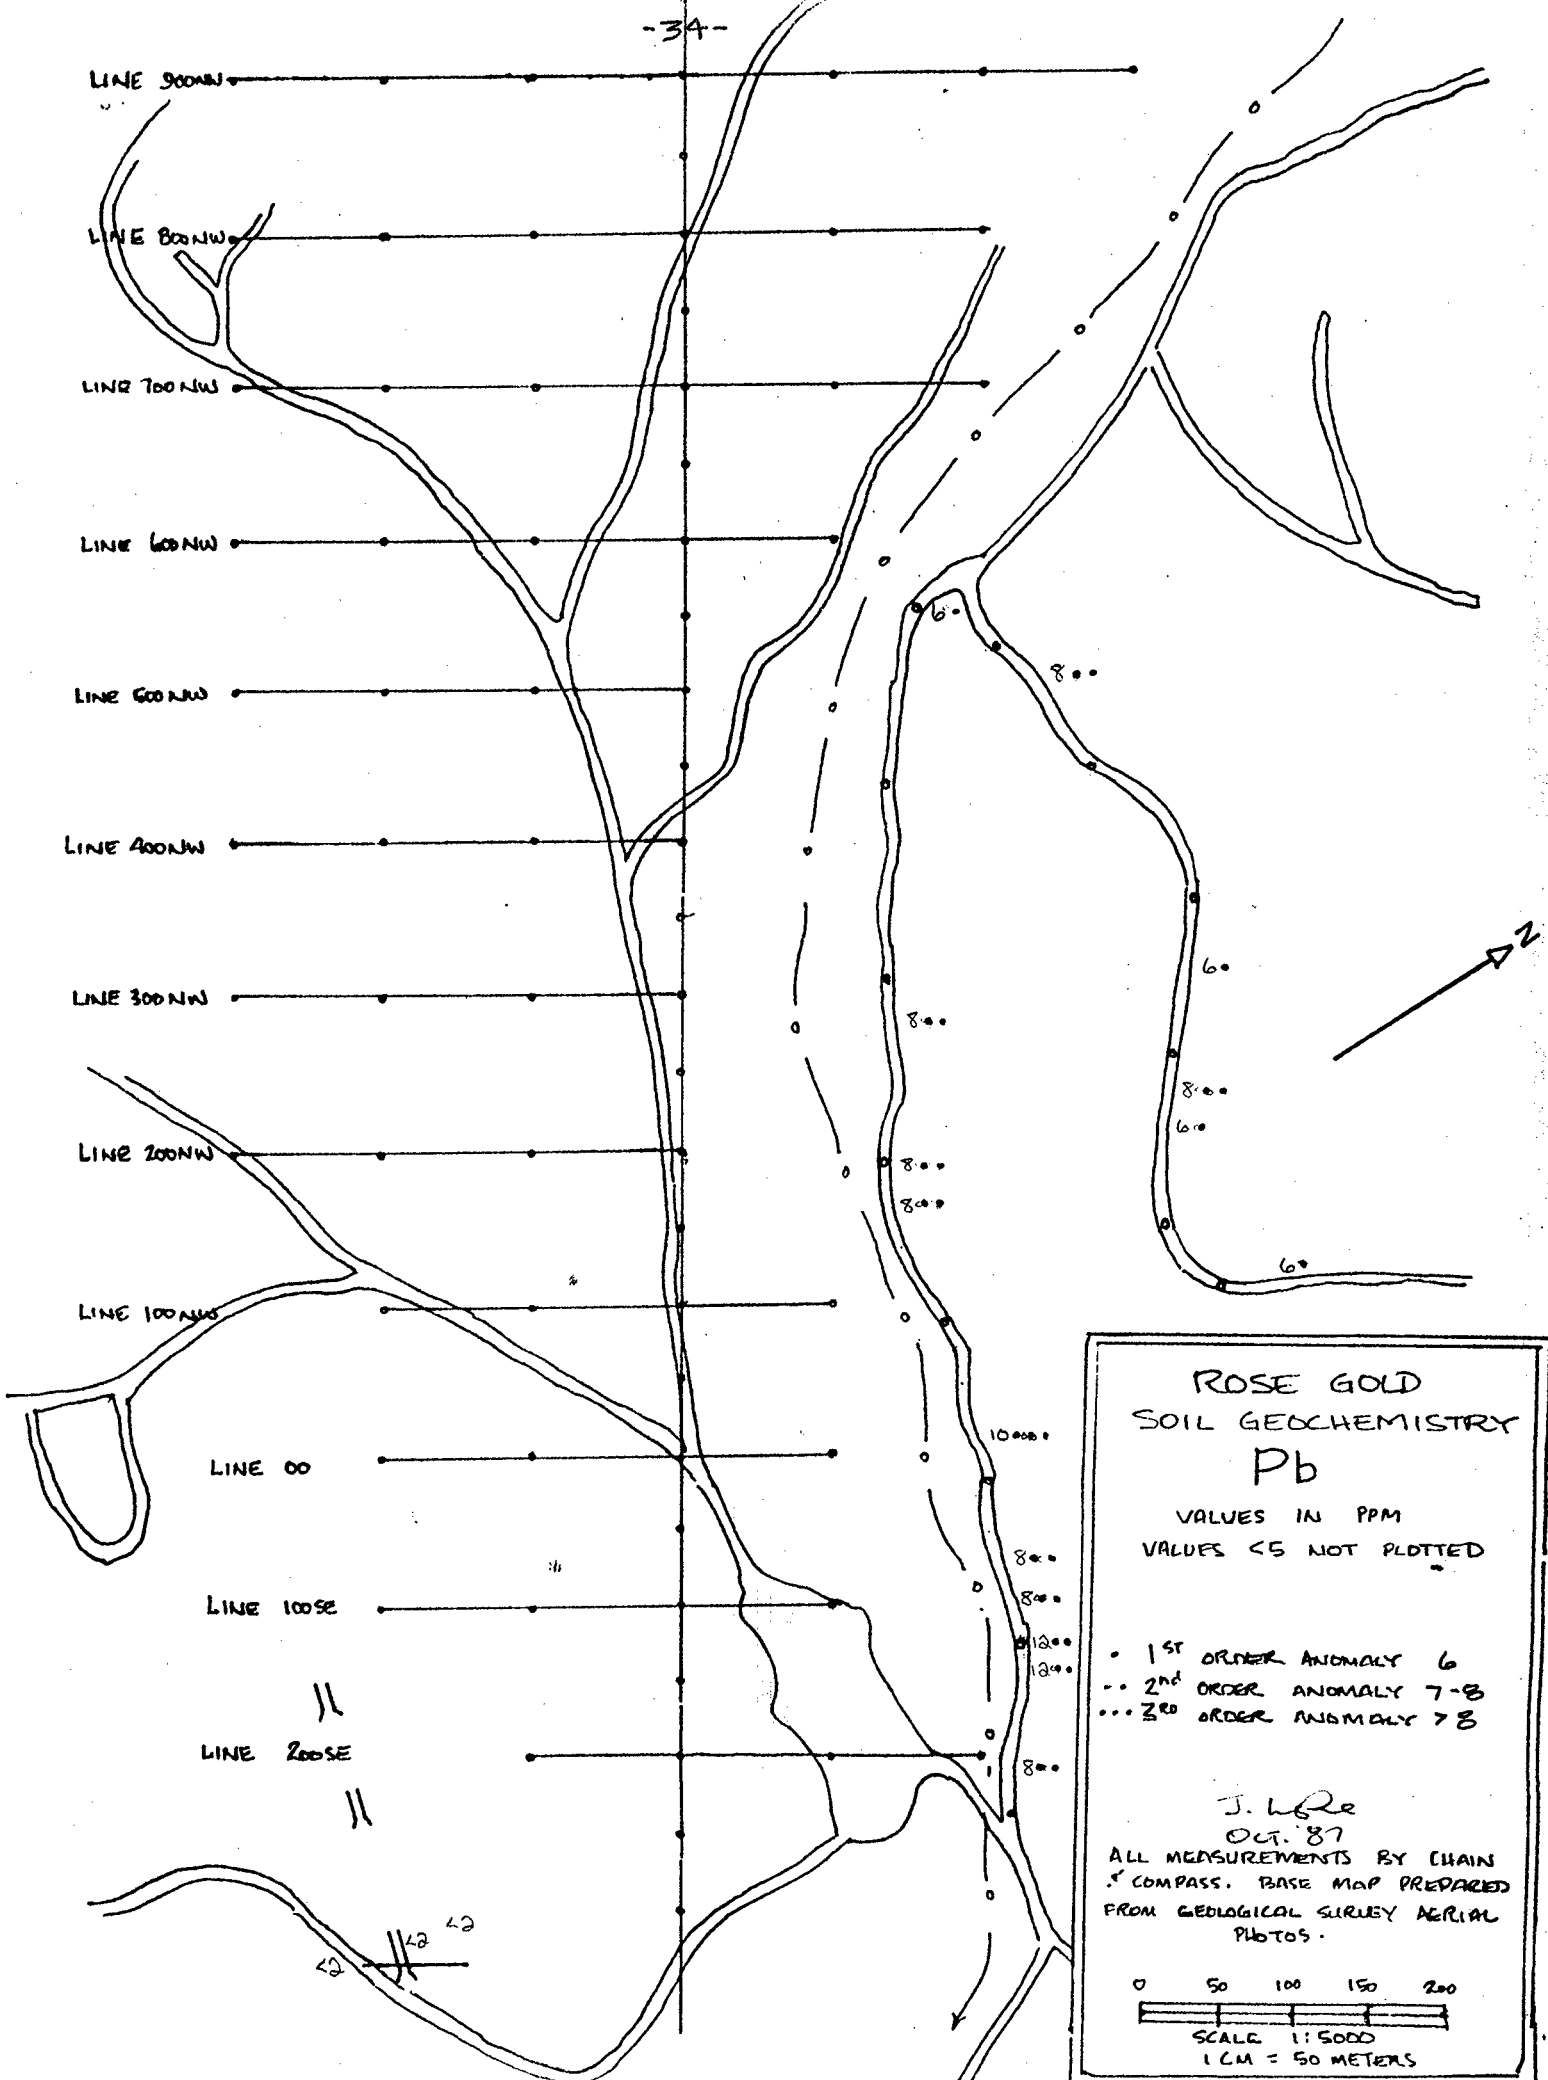 -34-
LINE 900NW
LINE 800NW
LINE 700NW
LINE 600NW
6•
8••
LINE 500NW
LINE 400NW
N
6•
LINE 300NW
8••
8••
6•
LINE 200NW
8••
8••
6•
LINE 100NW
10•••
LINE 00
8••
8••
LINE 100SE
12•••
12•••
LINE 200SE
8••
<2
<2
<2
ROSE GOLD
SOIL GEOCHEMISTRY
Pb
VALUES IN PPM
VALUES <5 NOT PLOTTED
• 1ST ORDER ANOMALY 6
•• 2nd ORDER ANOMALY 7-8
••• 3RD ORDER ANOMALY >8
OCT. '87
ALL MEASUREMENTS BY CHAIN
& COMPASS. BASE MAP PREPARED
FROM GEOLOGICAL SURVEY AERIAL
PHOTOS.
0 50 100 150 200
SCALE 1:5000
1 CM = 50 METERS